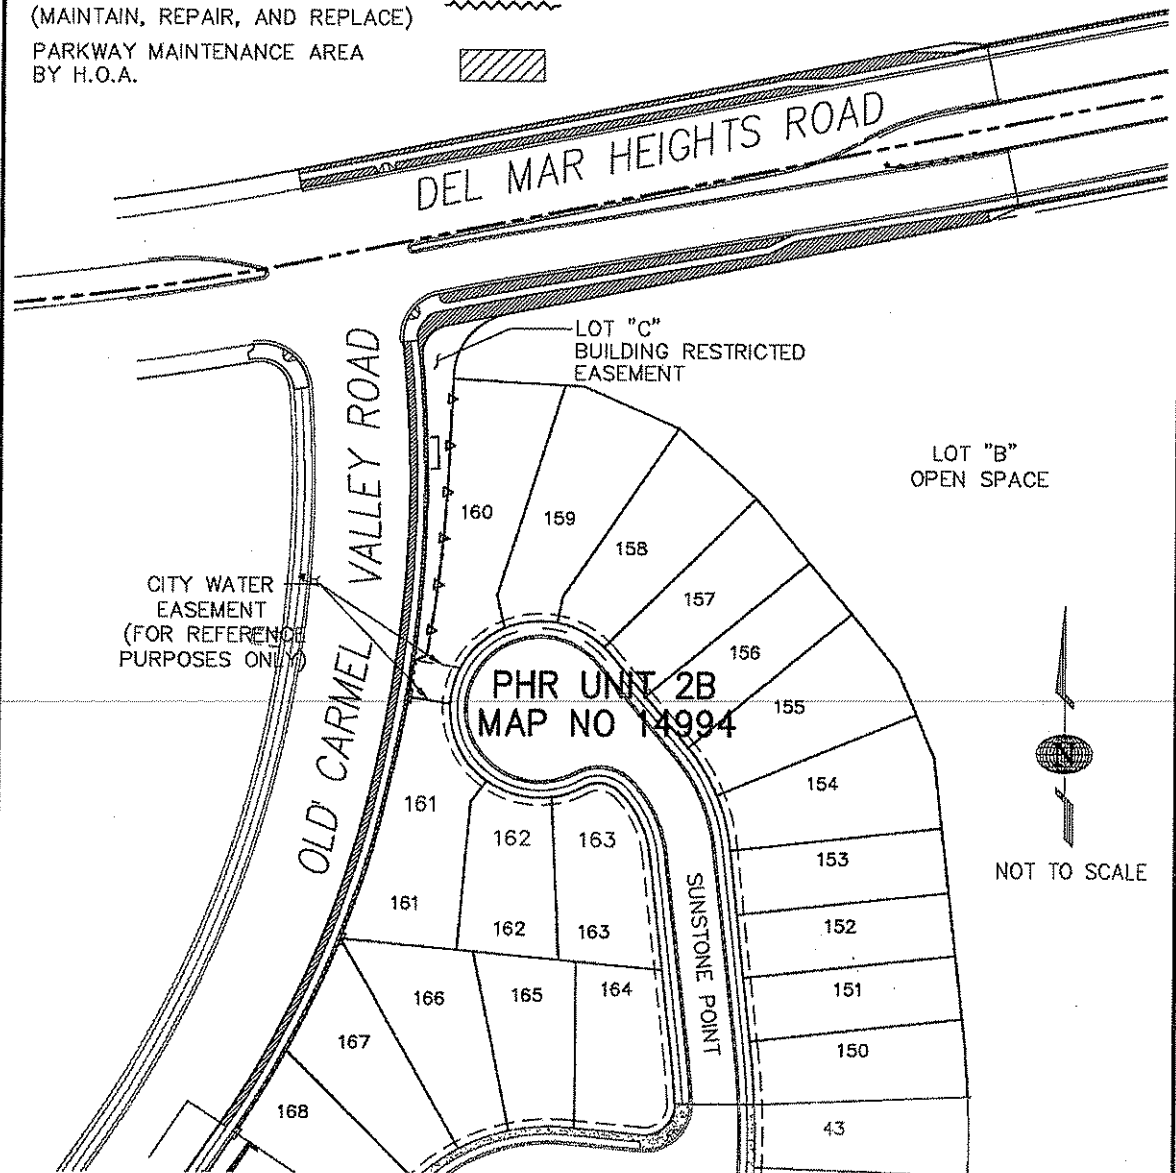 (MAINTAIN, REPAIR, AND REPLACE)
PARKWAY MAINTENANCE AREA
BY H.O.A.
DEL MAR HEIGHTS ROAD
LOT "C"
BUILDING RESTRICTED
EASEMENT
OLD CARMEL VALLEY ROAD
LOT "B"
OPEN SPACE
160
159
158
157
156
155
154
153
152
151
150
43
CITY WATER
EASEMENT
(FOR REFERENCE
PURPOSES ONLY)
PHR UNIT 2B
MAP NO 14994
N
NOT TO SCALE
161
162
163
161
162
163
SUNSTONE POINT
166
165
164
167
168